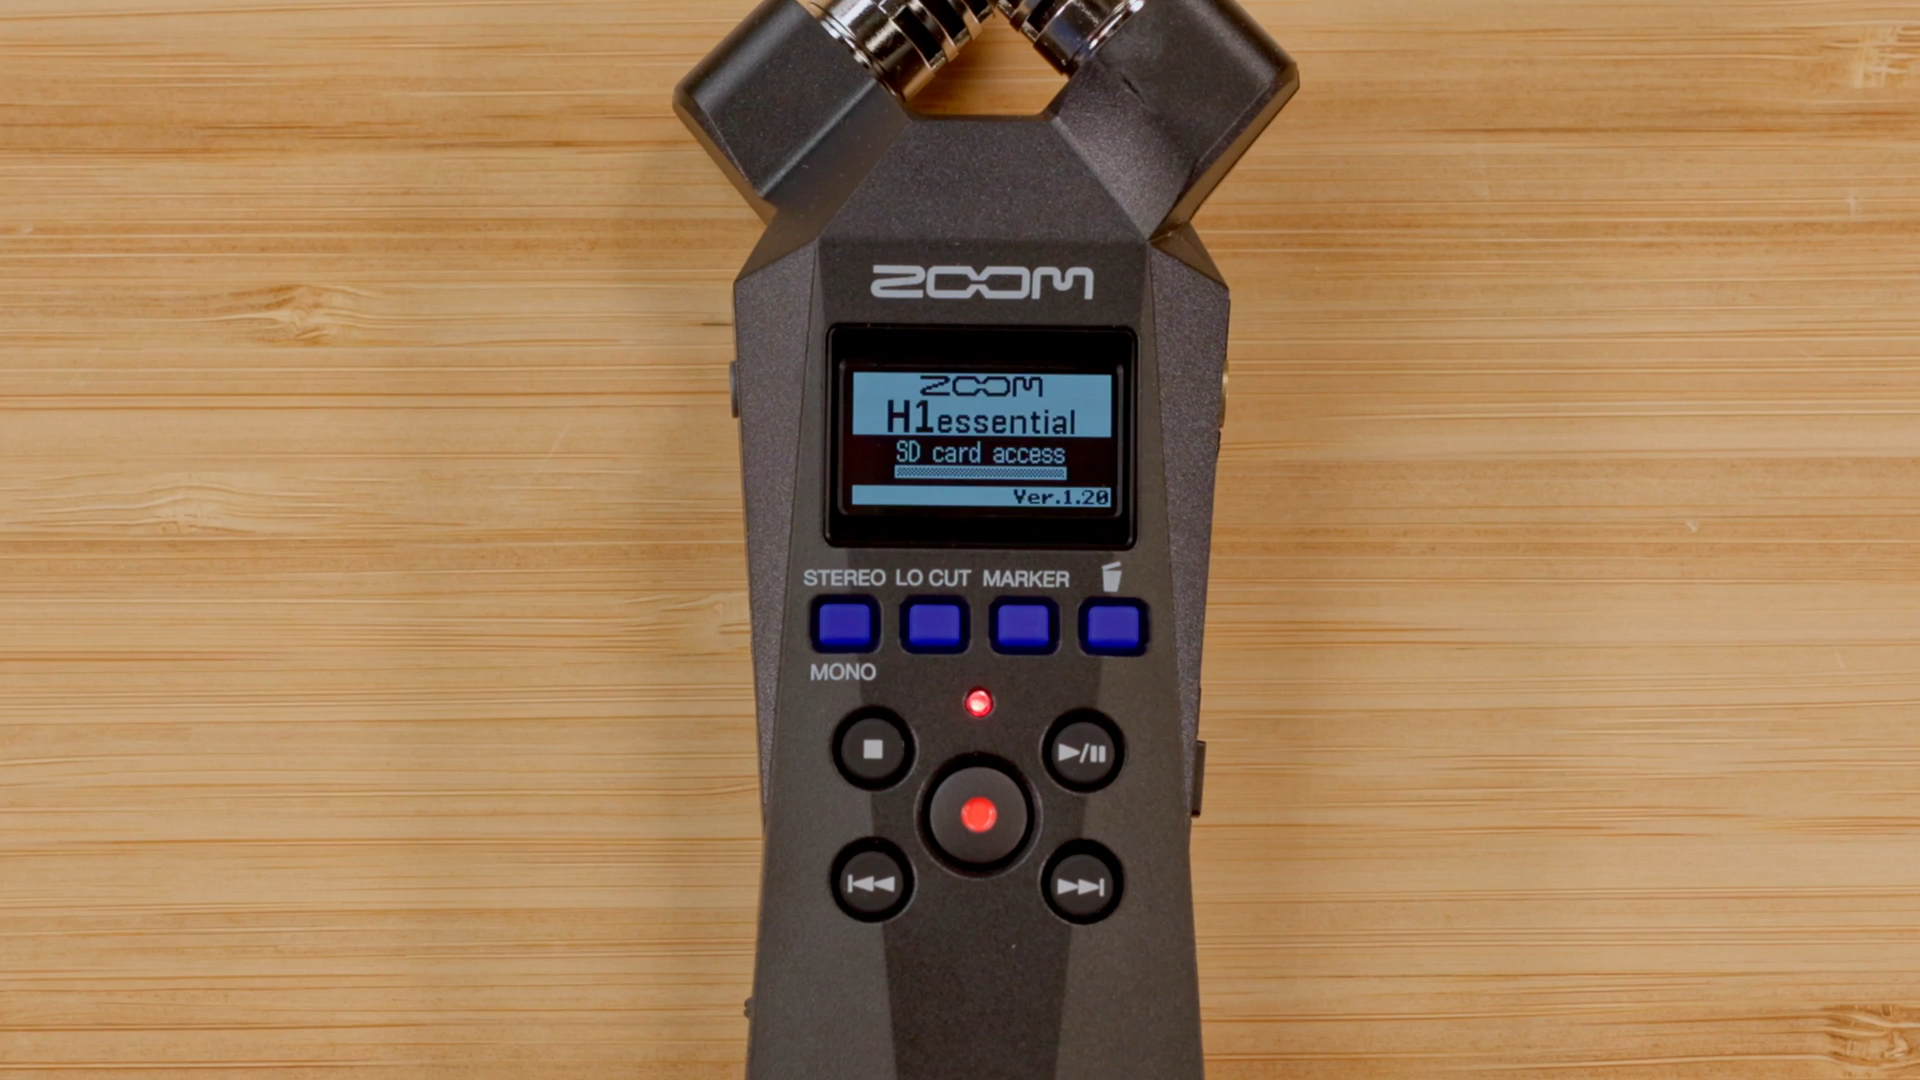 ZOOM
ZOOM
H1essential
SD card access
Ver.1.20
STEREO LO CUT MARKER
MONO